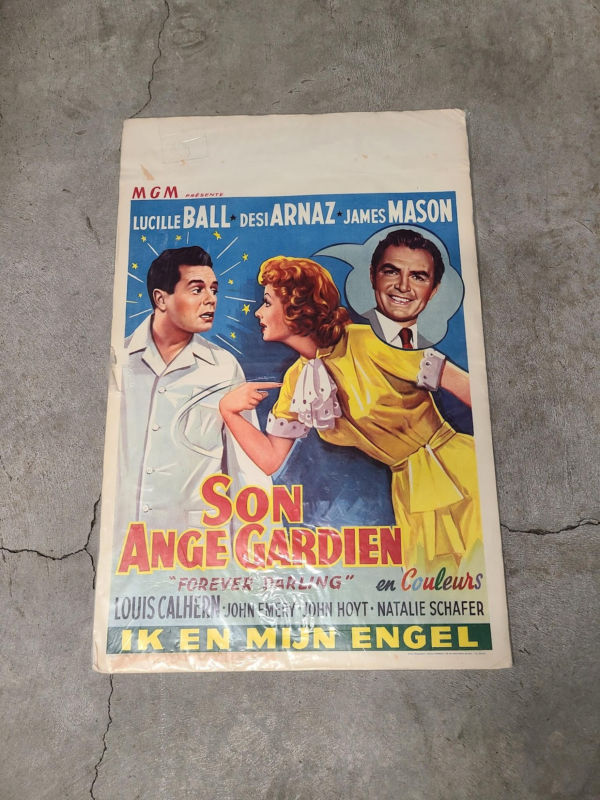 MGM PRÉSENTE
LUCILLE BALL ★ DESI ARNAZ ★ JAMES MASON
SON
ANGE GARDIEN
"FOREVER DARLING" en Couleurs
LOUIS CALHERN · JOHN EMERY · JOHN HOYT · NATALIE SCHAFER
IK EN MIJN ENGEL